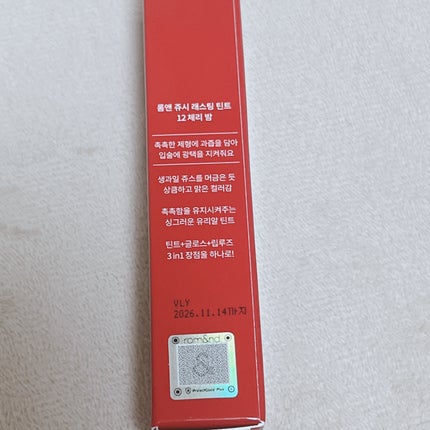 롬앤 쥬시 래스팅 틴트
12 체리 밤
촉촉한 제형에 과즙을 담아
입술에 광택을 지켜줘요
생과일 쥬스를 머금은 듯
상큼하고 맑은 컬러감
촉촉함을 유지시켜주는
싱그러운 유리알 틴트
틴트+글로스+립루즈
3 in1 장점을 하나로!
VLY
2026.11.14까지
rom&nd
&
ProtectCode Plus